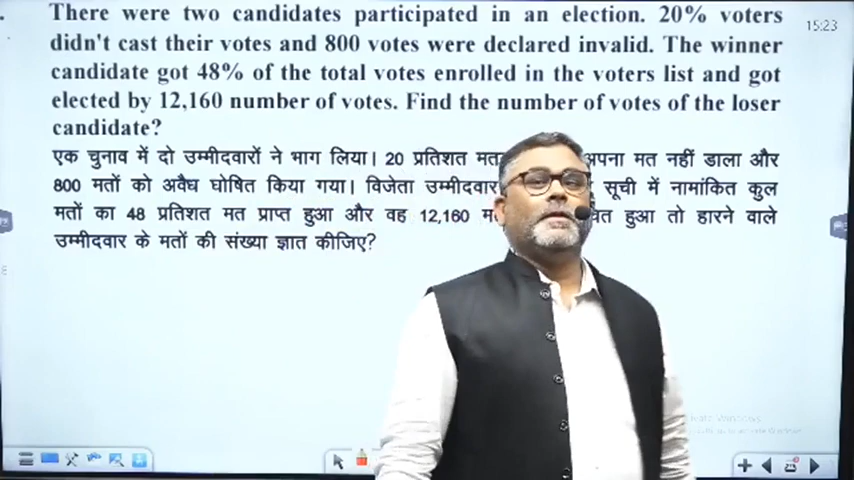 There were two candidates participated in an election. 20% voters
didn't cast their votes and 800 votes were declared invalid. The winner
candidate got 48% of the total votes enrolled in the voters list and got
elected by 12,160 number of votes. Find the number of votes of the loser
candidate?
एक चुनाव में दो उम्मीदवारों ने भाग लिया। 20 प्रतिशत अपना मत नहीं डाला और
800 मतों को अवैघ घोषित किया गया। विजेता सूची में नामांकित कुल
मतों का 48 प्रतिशत मत प्राप्त हुआ और वह 12,160 हुआ तो हारने वाले
उम्मीदवार के मतों की संख्या ज्ञात कीजिए?
15:23